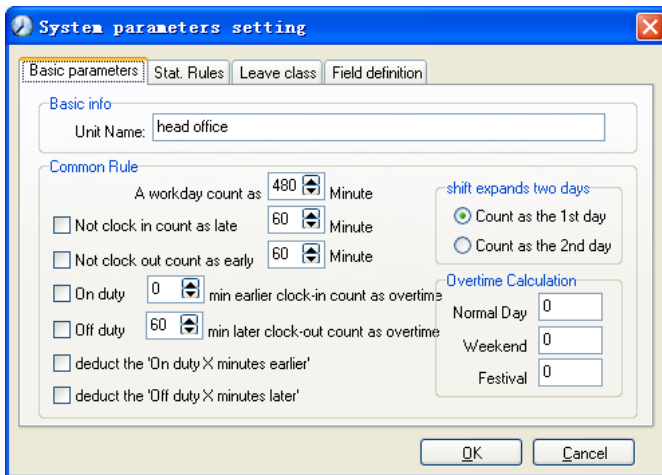 System parameters setting
Basic parameters Stat. Rules Leave class Field definition
Basic info
Unit Name: head office
Common Rule
A workday count as 480 Minute
Not clock in count as late 60 Minute
Not clock out count as early 60 Minute
On duty 0 min earlier clock-in count as overtime
Off duty 60 min later clock-out count as overtime
deduct the 'On duty X minutes earlier'
deduct the 'Off duty X minutes later'
shift expands two days
Count as the 1st day
Count as the 2nd day
Overtime Calculation
Normal Day 0
Weekend 0
Festival 0
OK Cancel